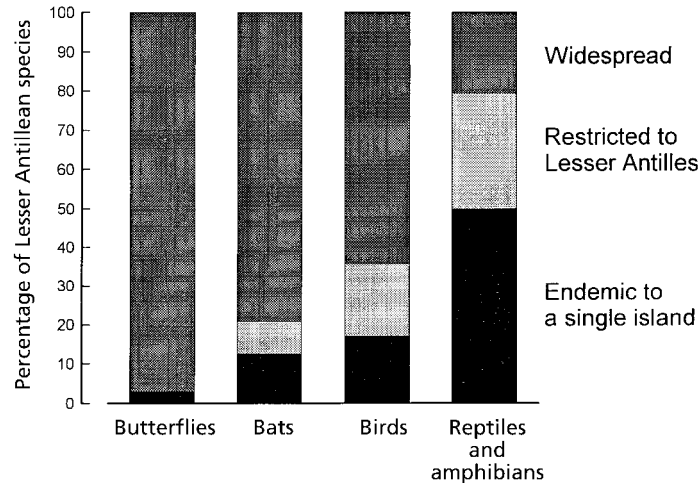 Percentage of Lesser Antillean species
100
90
80
70
60
50
40
30
20
10
0
Widespread
Restricted to
Lesser Antilles
Endemic to
a single island
Butterflies
Bats
Birds
Reptiles
and
amphibians